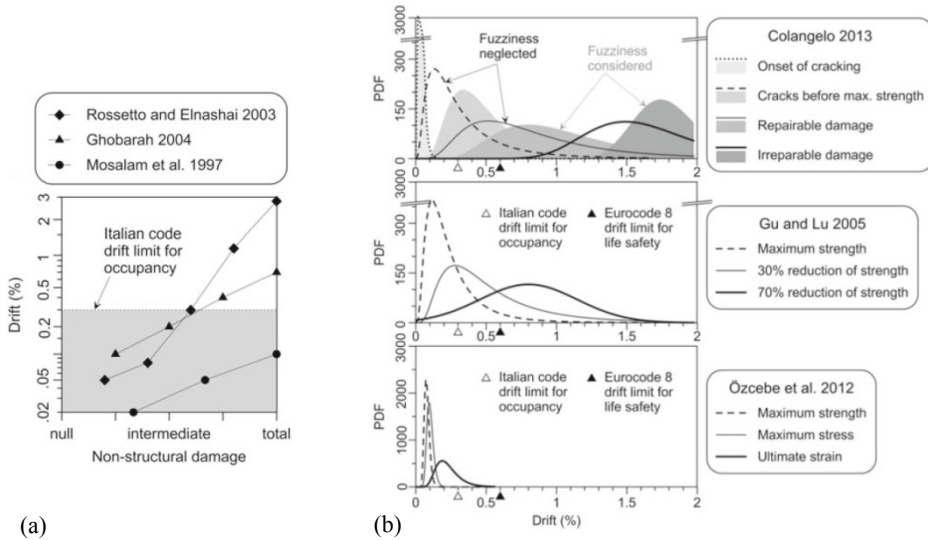 Rossetto and Elnashai 2003
Ghobarah 2004
Mosalam et al. 1997
3
2
1
0.5
0.2
.05
.02
Drift (%)
Italian code
drift limit for
occupancy
null
intermediate
total
Non-structural damage
(a)
3000
300
150
0
PDF
Fuzziness
neglected
Fuzziness
considered
0
0.5
1
1.5
2
Colangelo 2013
Onset of cracking
Cracks before max. strength
Repairable damage
Irreparable damage
3000
150
0
PDF
Italian code
drift limit for
occupancy
Eurocode 8
drift limit for
life safety
0
0.5
1
1.5
2
Gu and Lu 2005
Maximum strength
30% reduction of strength
70% reduction of strength
3000
2000
1000
0
PDF
Italian code
drift limit for
occupancy
Eurocode 8
drift limit for
life safety
0
0.5
1
1.5
2
Drift (%)
Özcebe et al. 2012
Maximum strength
Maximum stress
Ultimate strain
(b)